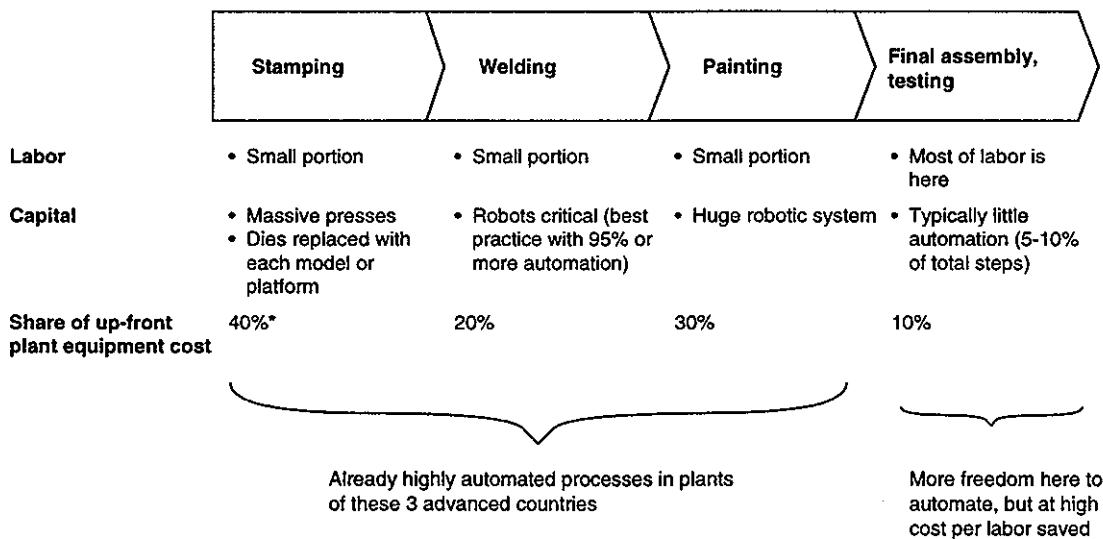 Stamping
Welding
Painting
Final assembly,
testing
Labor
• Small portion
• Small portion
• Small portion
• Most of labor is
here
Capital
• Massive presses
• Dies replaced with
each model or
platform
• Robots critical (best
practice with 95% or
more automation)
• Huge robotic system
• Typically little
automation (5-10%
of total steps)
Share of up-front
plant equipment cost
40%*
20%
30%
10%
Already highly automated processes in plants
of these 3 advanced countries
More freedom here to
automate, but at high
cost per labor saved